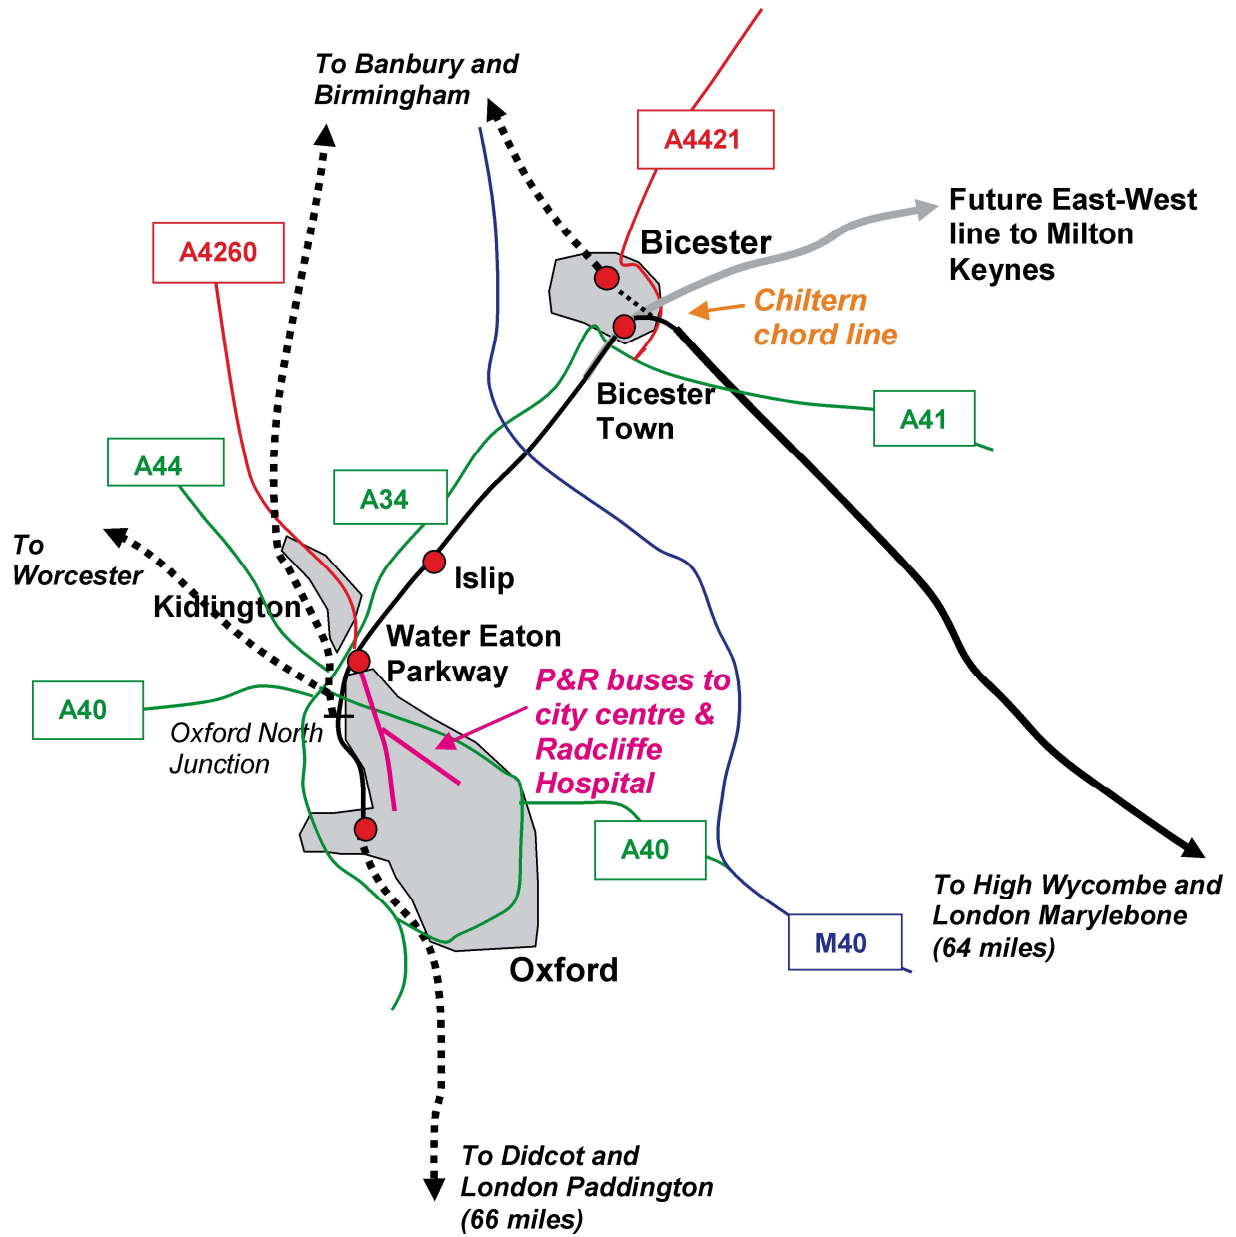 To Banbury and
Birmingham
A4421
Future East-West
line to Milton
Keynes
Bicester
A4260
Chiltern
chord line
Bicester
Town
A41
A44
A34
To
Worcester
Islip
Kidlington
Water Eaton
Parkway
P&R buses to
city centre &
Radcliffe
Hospital
A40
Oxford North
Junction
A40
To High Wycombe and
London Marylebone
(64 miles)
M40
Oxford
To Didcot and
London Paddington
(66 miles)